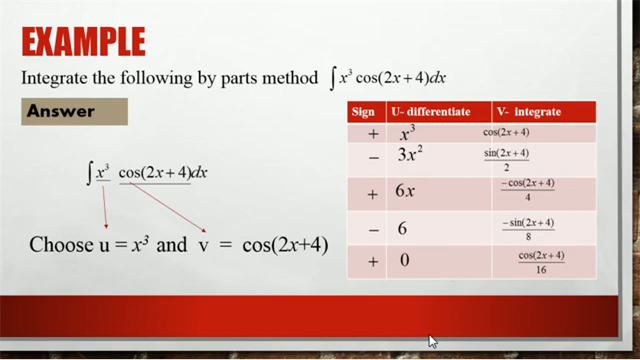 EXAMPLE
Integrate the following by parts method ∫x³ cos(2x+4)dx
Answer
∫x³ cos(2x+4)dx
Choose u = x³ and v = cos(2x+4)
Sign U- differentiate V- integrate
+ x³ cos(2x+4)
− 3x² sin(2x+4)/2
+ 6x −cos(2x+4)/4
− 6 −sin(2x+4)/8
+ 0 cos(2x+4)/16